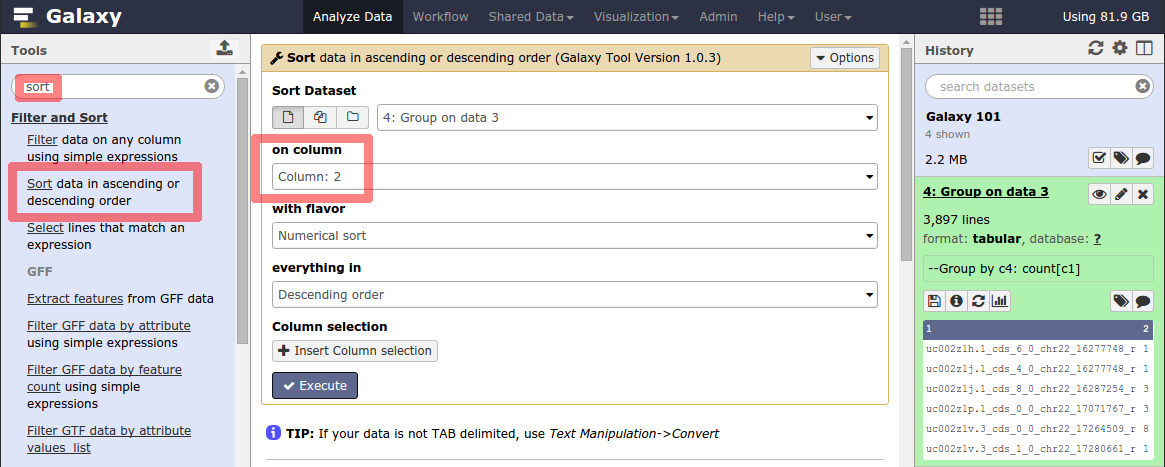 Galaxy
Analyze Data Workflow Shared Data Visualization Admin Help User Using 81.9 GB
Tools
sort
Filter and Sort
Filter data on any column
using simple expressions
Sort data in ascending or
descending order
Select lines that match an
expression
GFF
Extract features from GFF data
Filter GFF data by attribute
using simple expressions
Filter GFF data by feature
count using simple
expressions
Filter GTF data by attribute
values_list
Sort data in ascending or descending order (Galaxy Tool Version 1.0.3)
Options
Sort Dataset
4: Group on data 3
on column
Column: 2
with flavor
Numerical sort
everything in
Descending order
Column selection
Insert Column selection
Execute
TIP: If your data is not TAB delimited, use Text Manipulation->Convert
History
search datasets
Galaxy 101
4 shown
2.2 MB
4: Group on data 3
3,897 lines
format: tabular, database: ?
--Group by c4: count[c1]
1 2
uc002zlh.1_cds_6_0_chr22_16277748_r 1
uc002zlj.1_cds_4_0_chr22_16277748_r 1
uc002zlj.1_cds_8_0_chr22_16287254_r 3
uc002zlp.1_cds_0_0_chr22_17071767_r 3
uc002zlv.3_cds_0_0_chr22_17264509_r 8
uc002zlv.3_cds_1_0_chr22_17280661_r 1